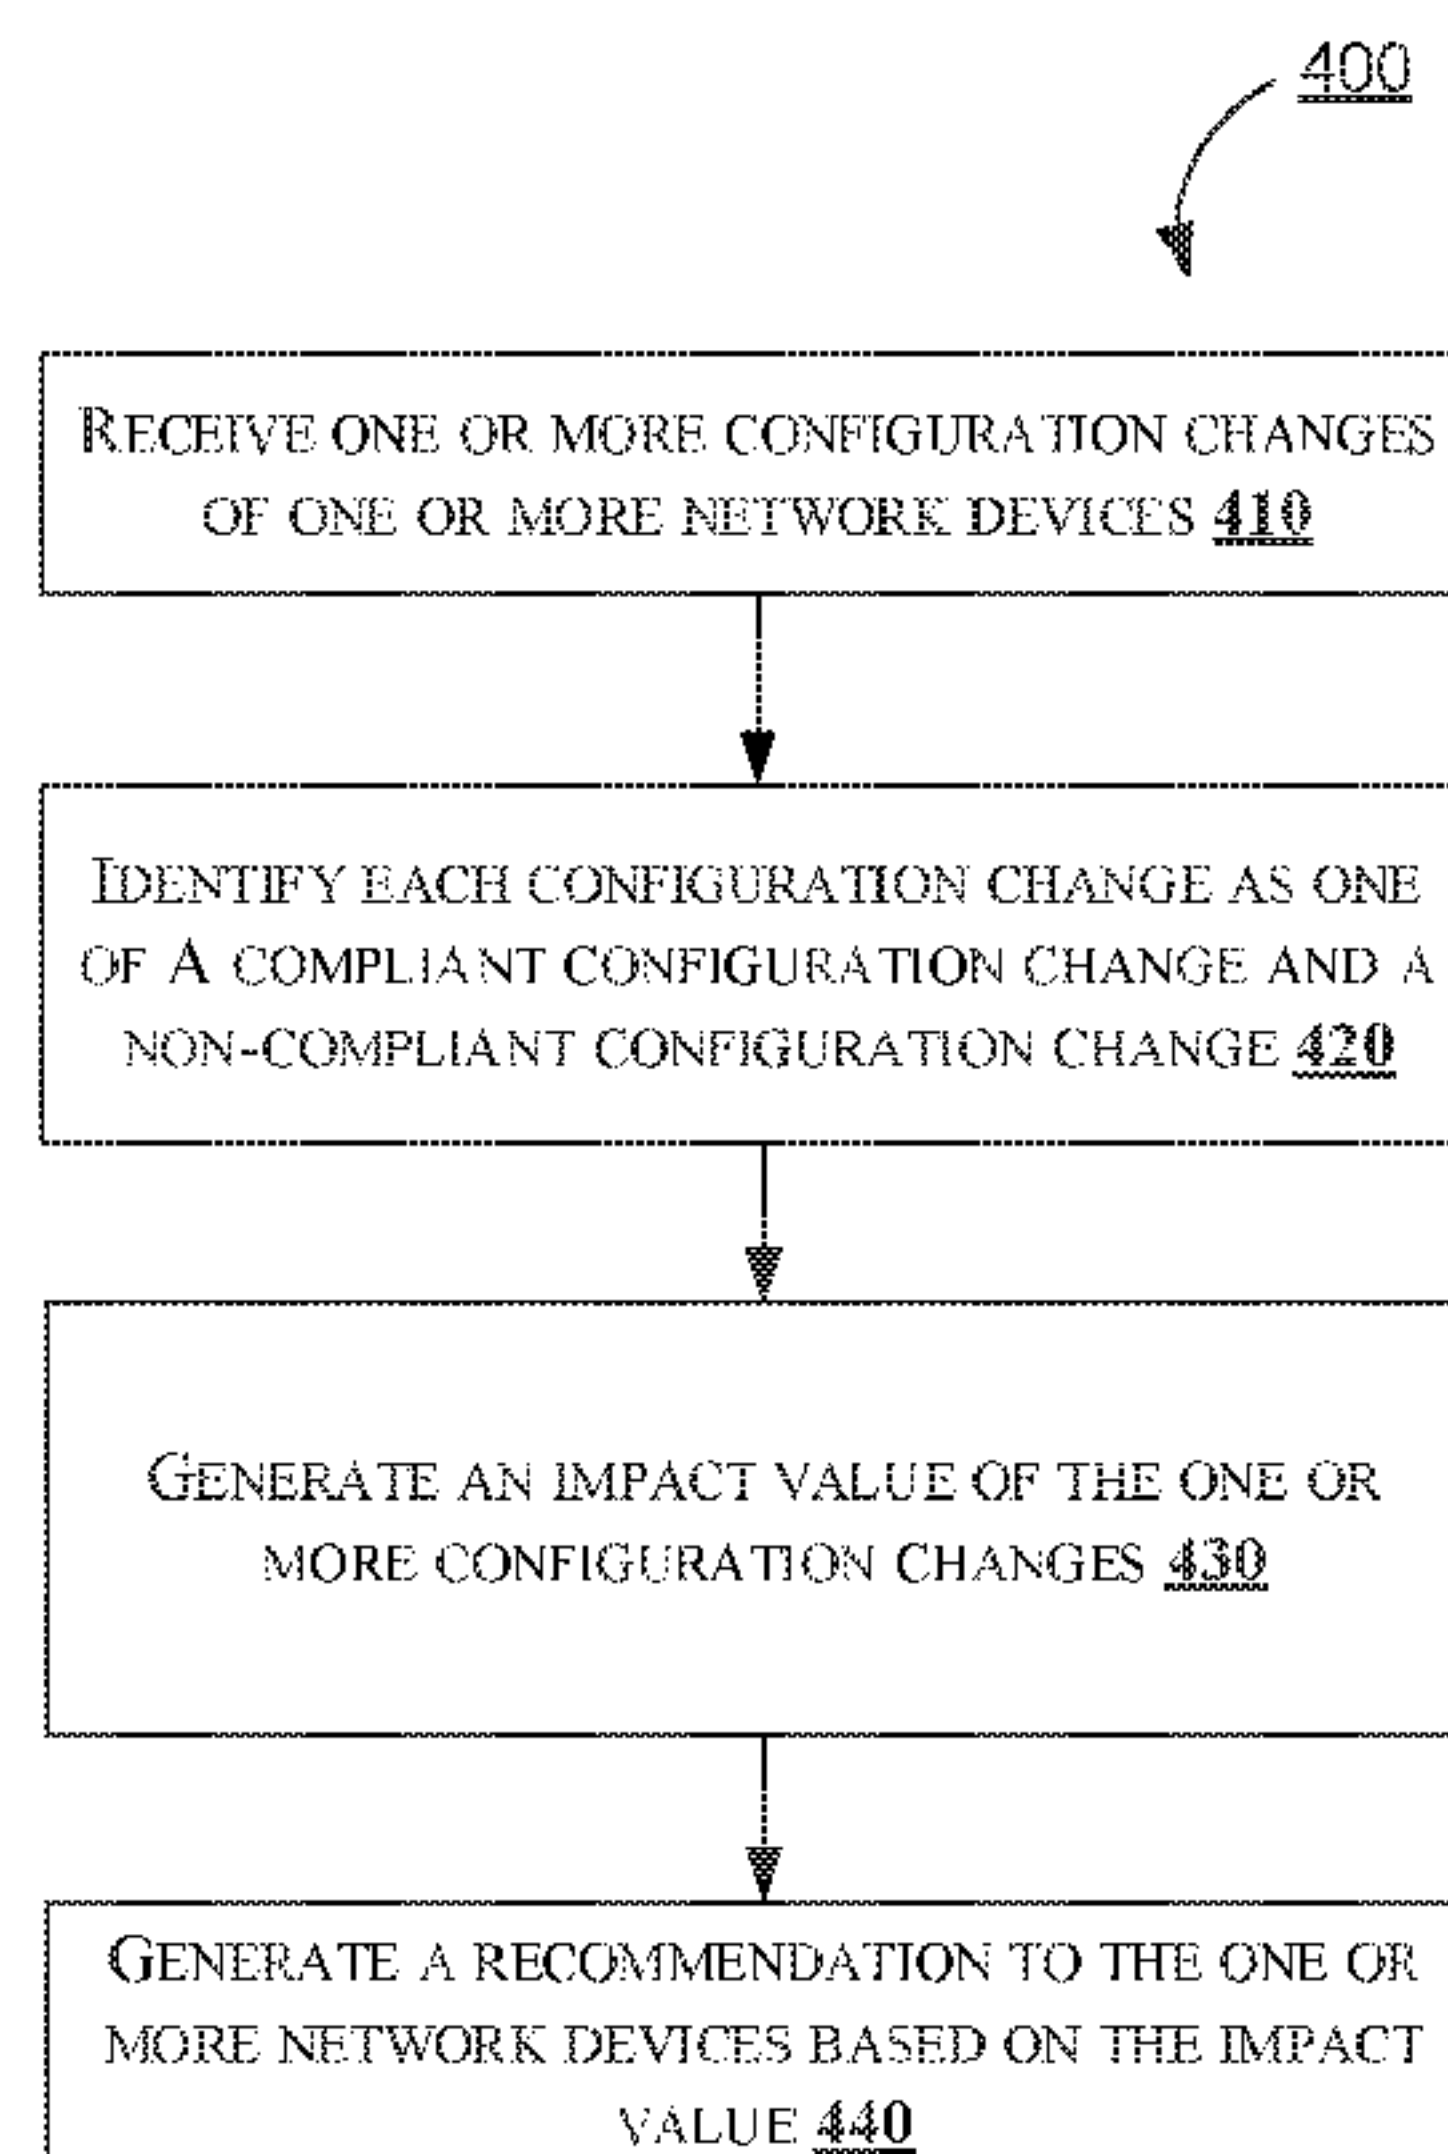 400
RECEIVE ONE OR MORE CONFIGURATION CHANGES
OF ONE OR MORE NETWORK DEVICES 410
IDENTIFY EACH CONFIGURATION CHANGE AS ONE
OF A COMPLIANT CONFIGURATION CHANGE AND A
NON-COMPLIANT CONFIGURATION CHANGE 420
GENERATE AN IMPACT VALUE OF THE ONE OR
MORE CONFIGURATION CHANGES 430
GENERATE A RECOMMENDATION TO THE ONE OR
MORE NETWORK DEVICES BASED ON THE IMPACT
VALUE 440